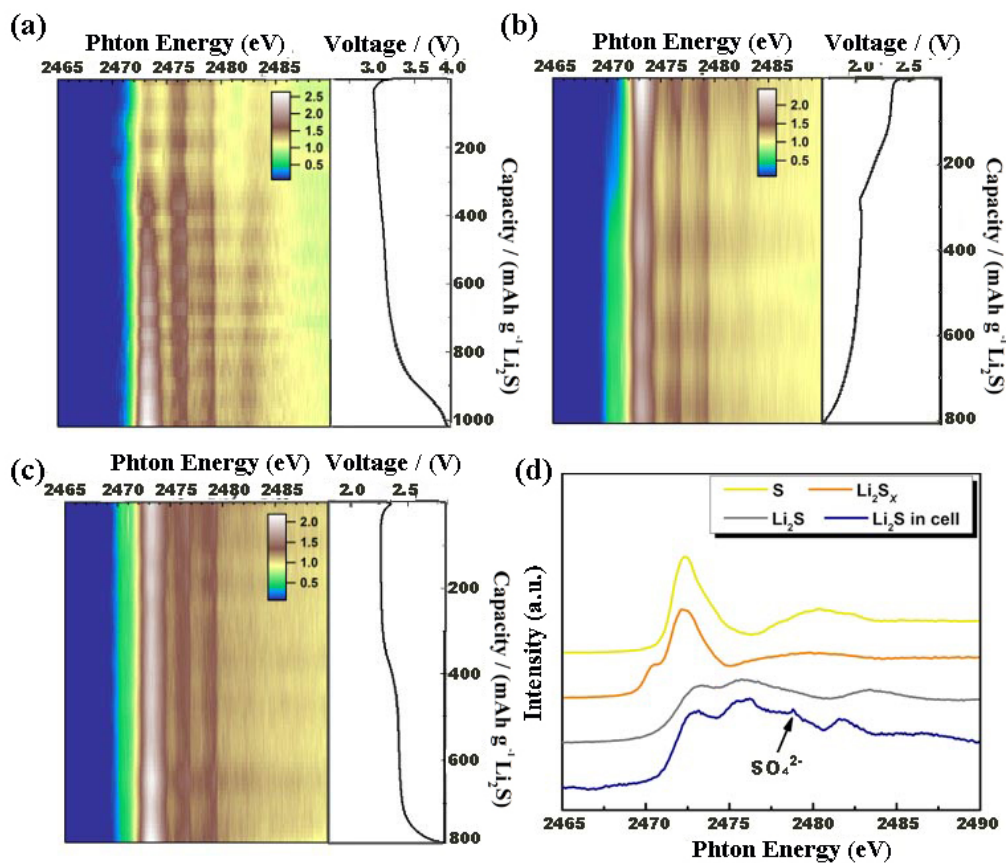 (a)
Phton Energy (eV)
Voltage / (V)
2465 2470 2475 2480 2485
3.0 3.5 4.0
2.5
2.0
1.5
1.0
0.5
200
400
600
800
1000
Capacity / (mAh g⁻¹ Li₂S)
(b)
Phton Energy (eV)
Voltage / (V)
2465 2470 2475 2480 2485
2.0 2.5
2.0
1.5
1.0
0.5
200
400
600
800
Capacity / (mAh g⁻¹ Li₂S)
(c)
Phton Energy (eV)
Voltage / (V)
2465 2470 2475 2480 2485
2.0 2.5
2.0
1.5
1.0
0.5
200
400
600
800
Capacity / (mAh g⁻¹ Li₂S)
(d)
S
Li₂Sₓ
Li₂S
Li₂S in cell
SO₄²⁻
Intensity (a.u.)
2465 2470 2475 2480 2485 2490
Phton Energy (eV)